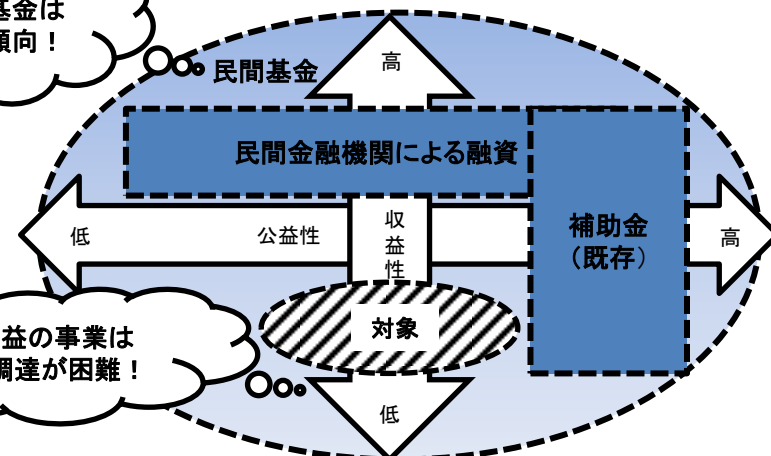 基金は
傾向！
民間基金
高
民間金融機関による融資
低
公益性
収
益
性
補助金
（既存）
高
対象
益の事業は
調達が困難！
低